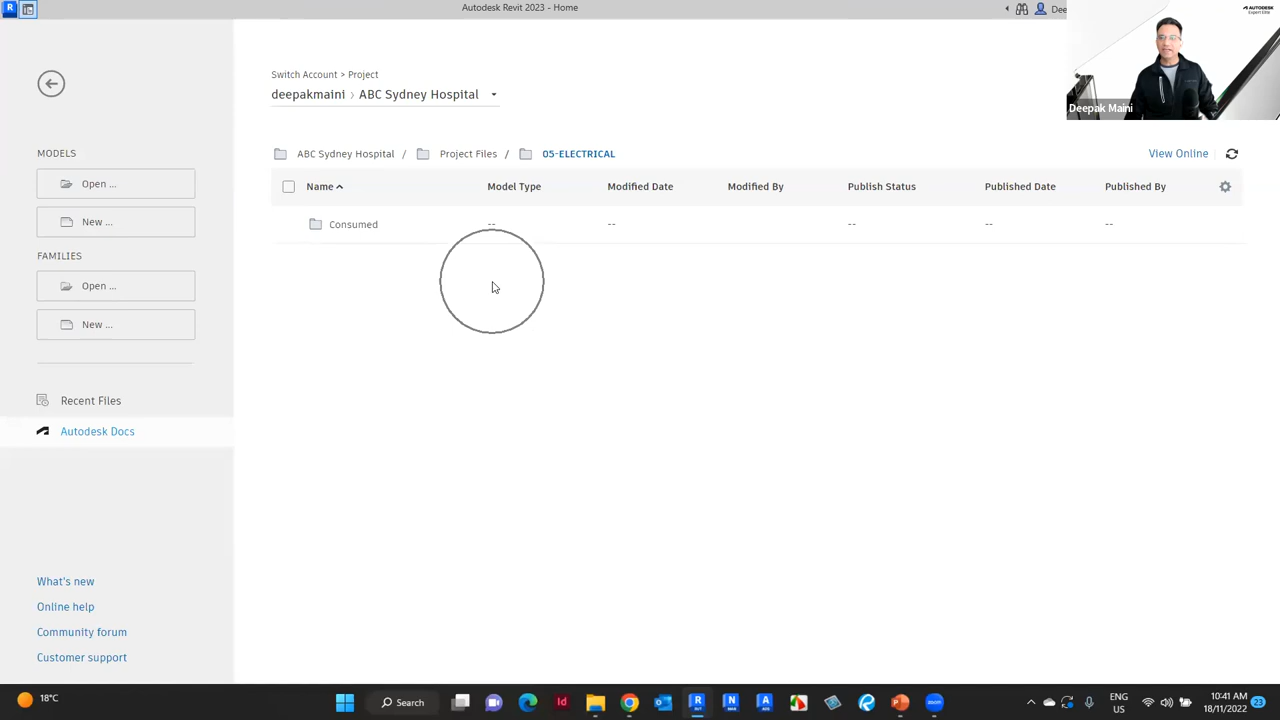 Autodesk Revit 2023 - Home
Dee
AUTODESK
Expert Elite
Deepak Maini
Switch Account > Project
deepakmaini › ABC Sydney Hospital
MODELS
Open ...
New ...
FAMILIES
Open ...
New ...
Recent Files
Autodesk Docs
What's new
Online help
Community forum
Customer support
ABC Sydney Hospital / Project Files / 05-ELECTRICAL
View Online
Name Model Type Modified Date Modified By Publish Status Published Date Published By
Consumed -- -- -- -- --
18°C
Search
ENG
US
10:41 AM
18/11/2022
23